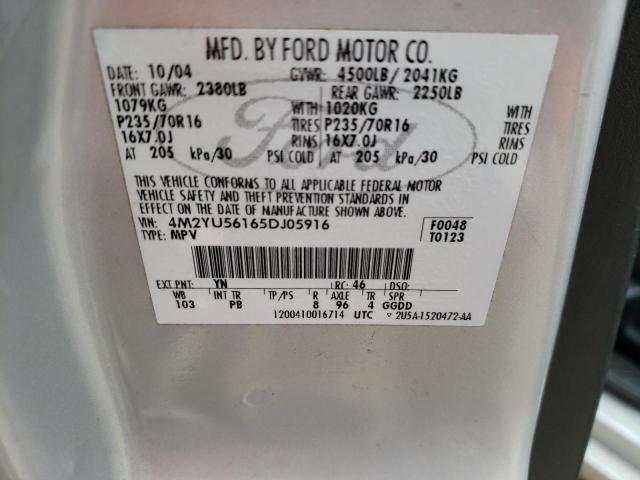 MFD. BY FORD MOTOR CO.
DATE: 10/04 GVWR: 4500LB/ 2041KG
FRONT GAWR: 2380LB REAR GAWR: 2250LB
1079KG WITH 1020KG WITH
P235/70R16 TIRES P235/70R16 TIRES
16X7.0J RIMS 16X7.0J RIMS
AT 205 kPa/30 PSI COLD AT 205 kPa/30 PSI COLD
Ford
THIS VEHICLE CONFORMS TO ALL APPLICABLE FEDERAL MOTOR
VEHICLE SAFETY AND THEFT PREVENTION STANDARDS IN
EFFECT ON THE DATE OF MANUFACTURE SHOWN ABOVE.
VIN: 4M2YU56165DJ05916 F0048
TYPE: MPV T0123
EXT PNT: YN RC: 46 DSO:
WB INT TR TP/PS R AXLE TR SPR
103 PB 8 96 4 GGDD
1200410016714 UTC 2U5A-1520472-AA